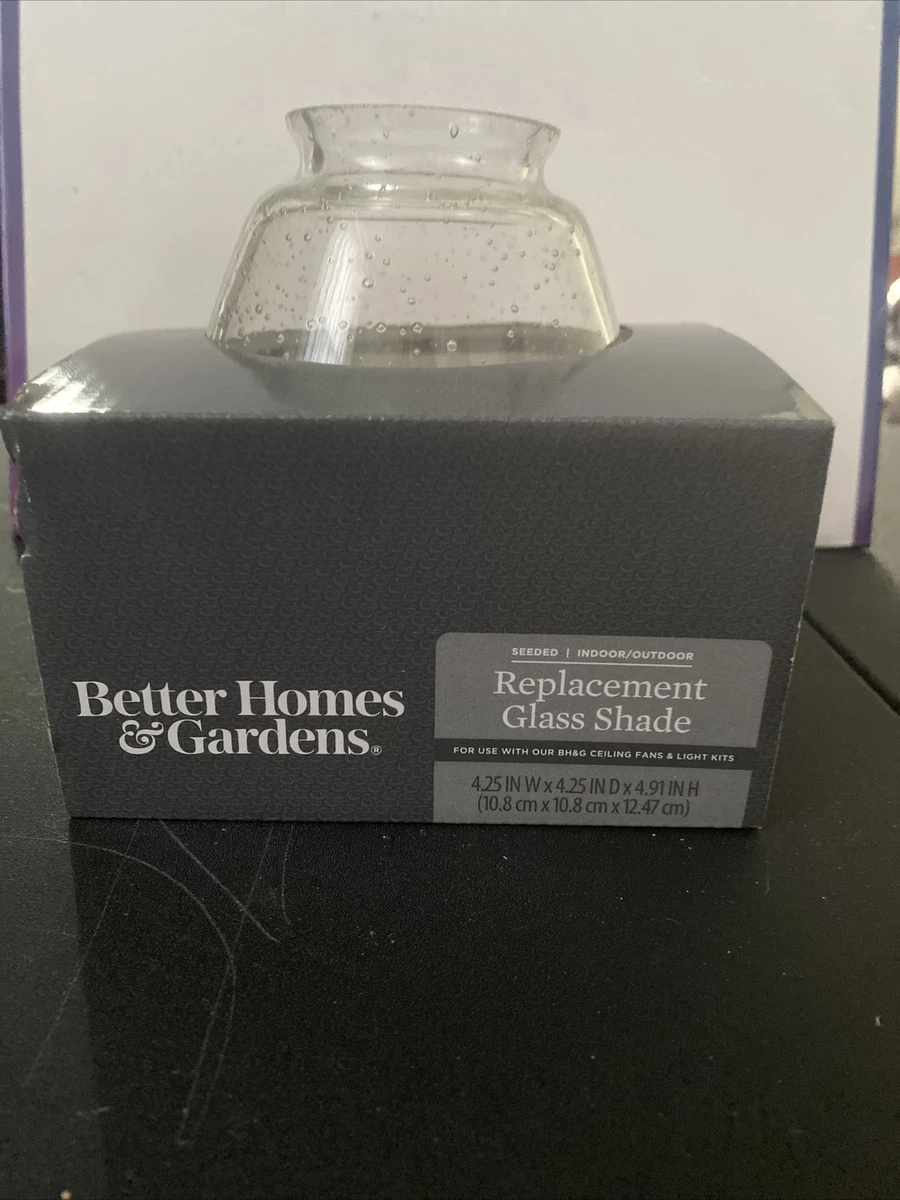 Better Homes
& Gardens®
SEEDED | INDOOR/OUTDOOR
Replacement
Glass Shade
FOR USE WITH OUR BH&G CEILING FANS & LIGHT KITS
4.25 IN W x 4.25 IN D x 4.91 IN H
(10.8 cm x 10.8 cm x 12.47 cm)